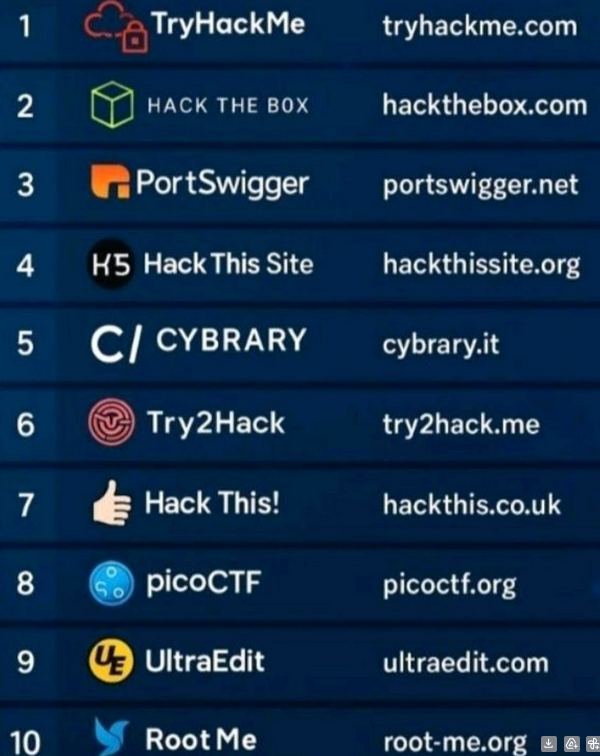 1 TryHackMe tryhackme.com
2 HACK THE BOX hackthebox.com
3 PortSwigger portswigger.net
4 H5 Hack This Site hackthissite.org
5 C/ CYBRARY cybrary.it
6 Try2Hack try2hack.me
7 Hack This! hackthis.co.uk
8 picoCTF picoctf.org
9 UE UltraEdit ultraedit.com
10 Root Me root-me.org